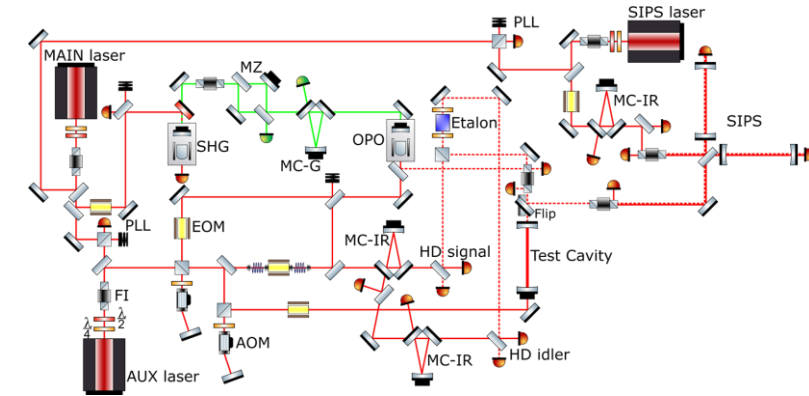 SIPS laser
PLL
MAIN laser
MZ
MC-IR
Etalon
SHG
OPO
SIPS
MC-G
Flip
PLL
EOM
MC-IR
HD signal
Test Cavity
FI
λ
4
λ
2
AOM
MC-IR
HD idler
AUX laser